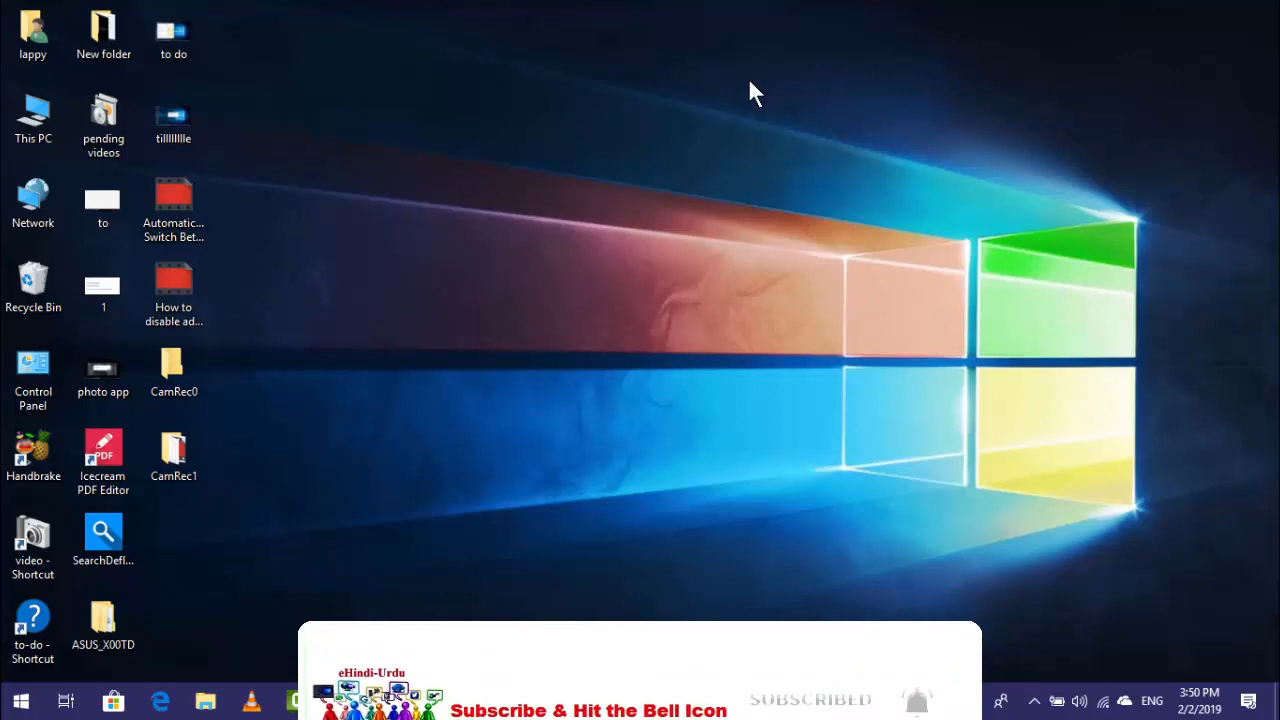 lappy
New folder
to do
This PC
pending
videos
tillllllllle
Network
to
Automatic...
Switch Bet...
Recycle Bin
1
How to
disable ad...
Control
Panel
photo app
CamRec0
Handbrake
PDF
Icecream
PDF Editor
CamRec1
video -
Shortcut
SearchDefl...
to-do -
Shortcut
ASUS_X00TD
eHindi-Urdu
Subscribe & Hit the Bell Icon
SUBSCRIBED
ENG
3:50 PM
2/2/2019